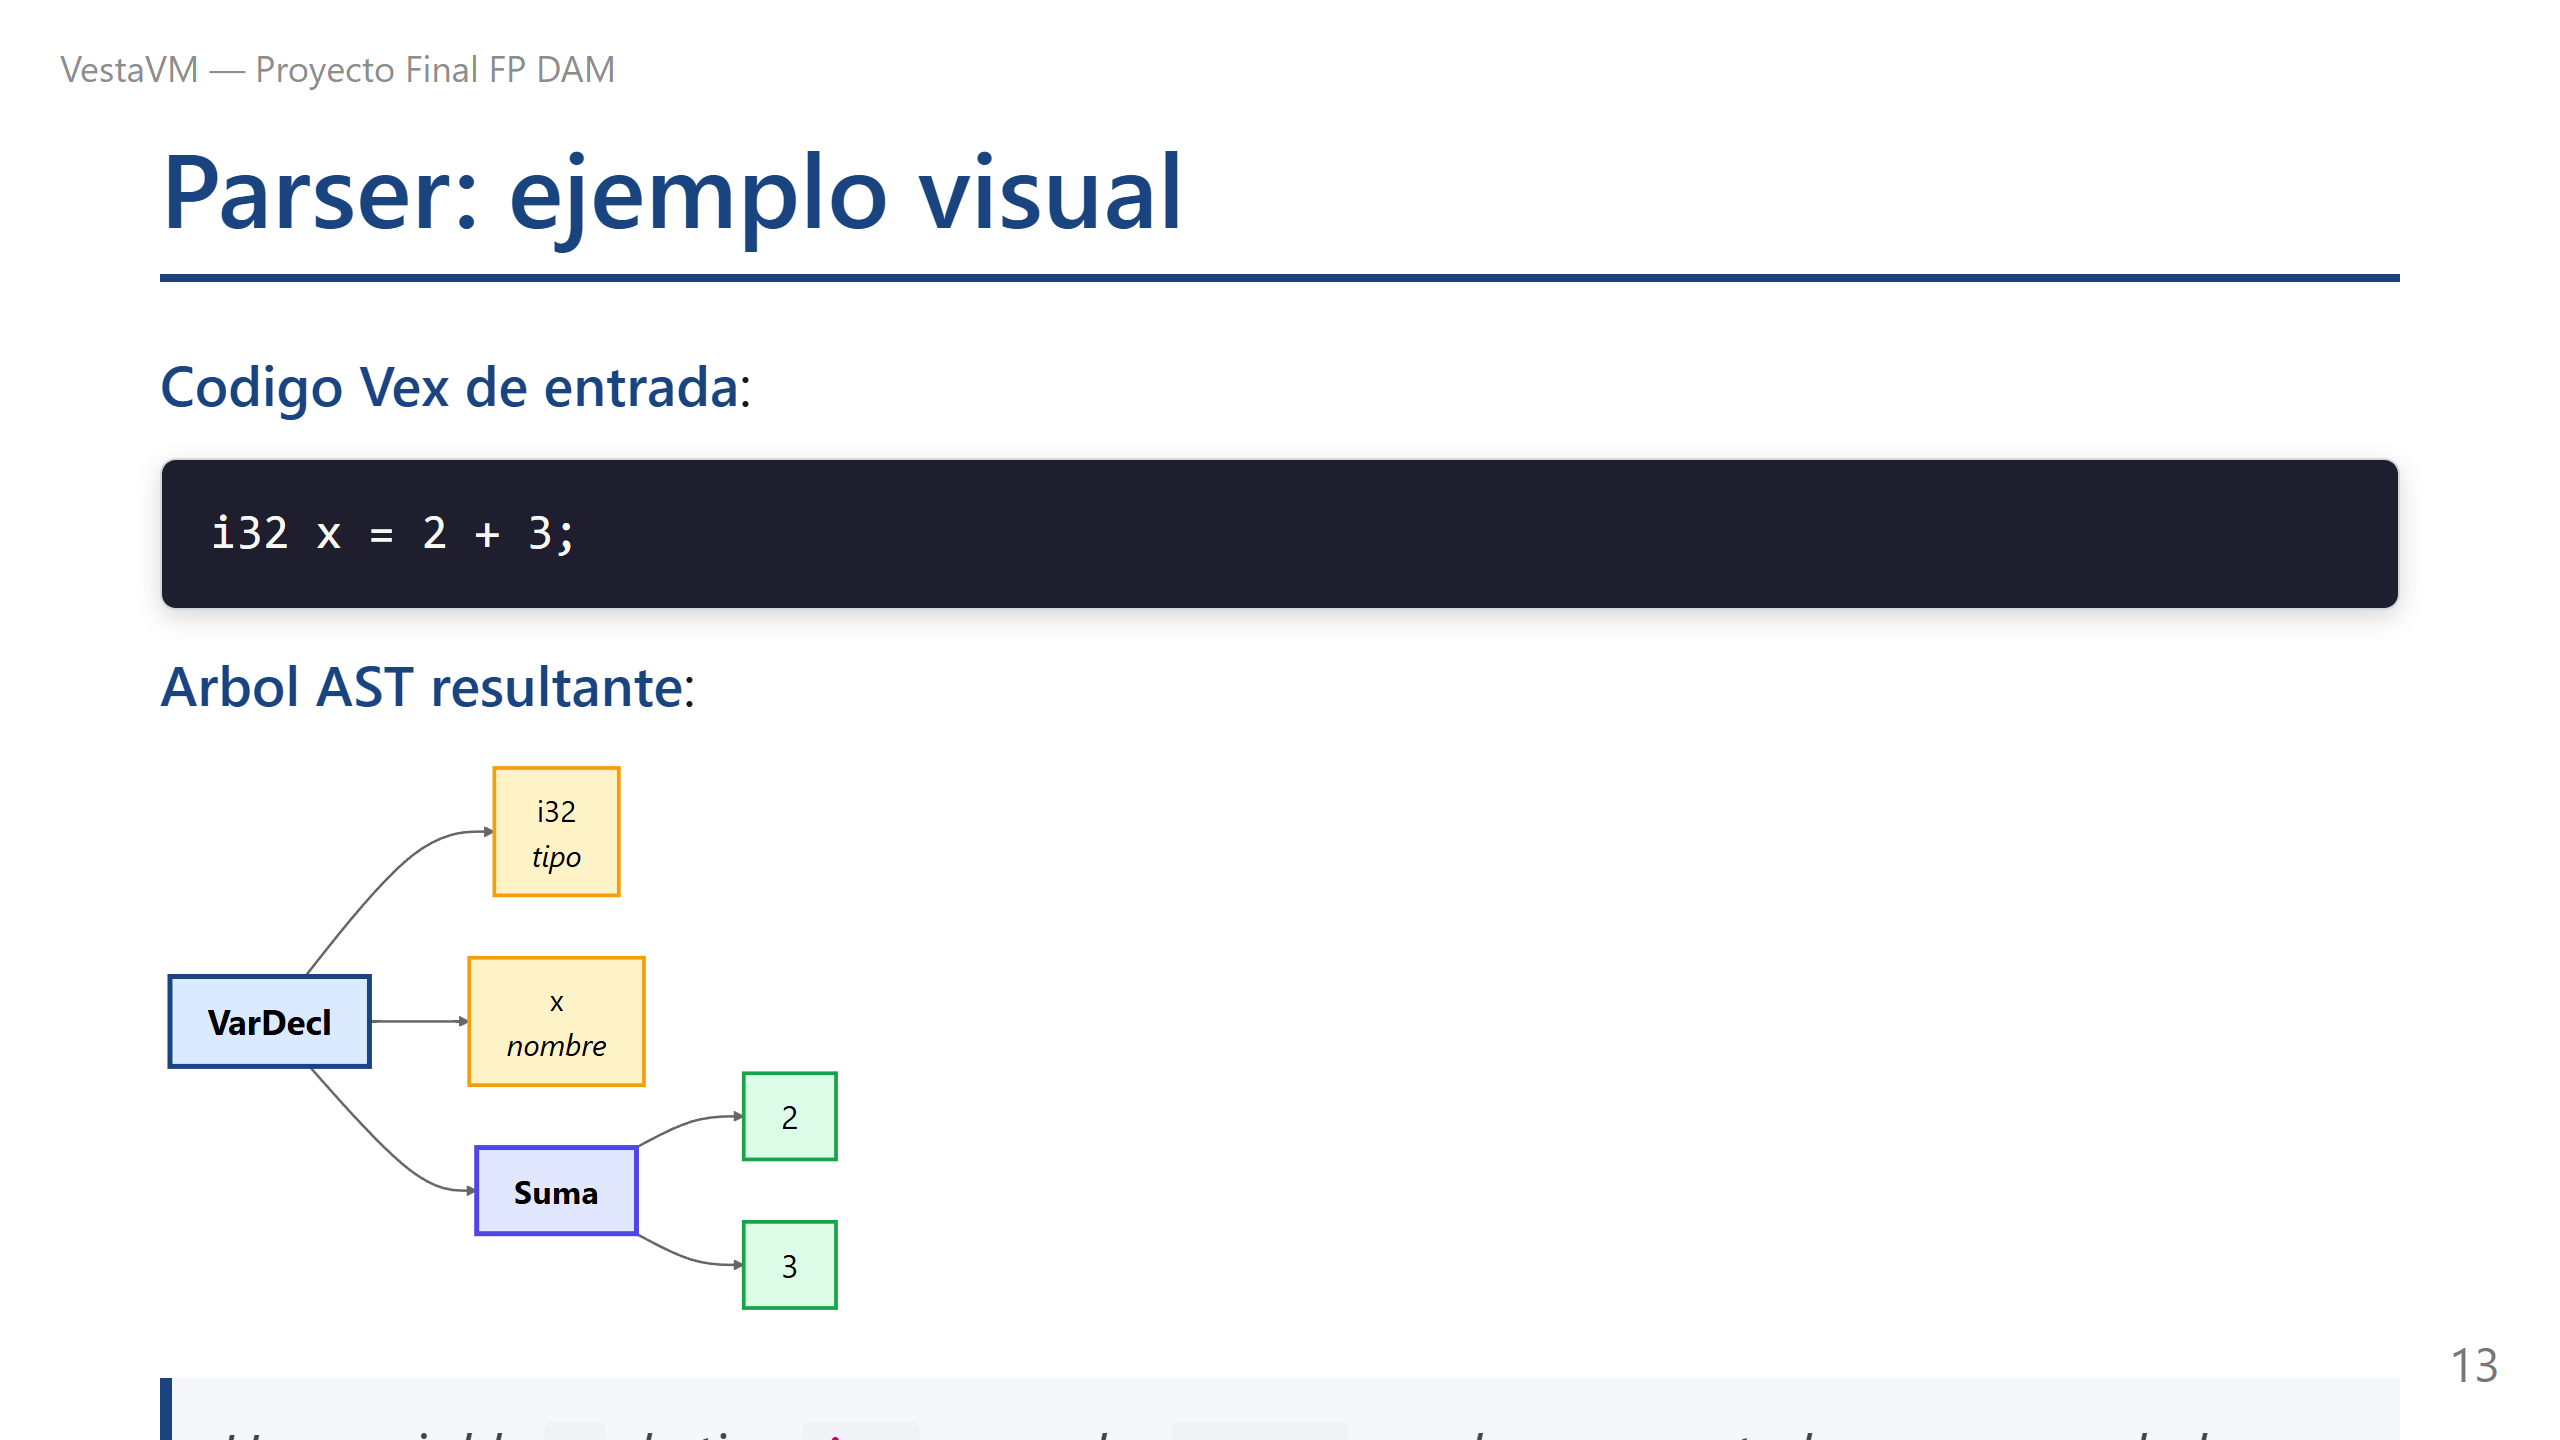 VestaVM — Proyecto Final FP DAM
Parser: ejemplo visual
Codigo Vex de entrada:
i32 x = 2 + 3;
Arbol AST resultante:
i32
tipo
VarDecl
x
nombre
2
Suma
3
13